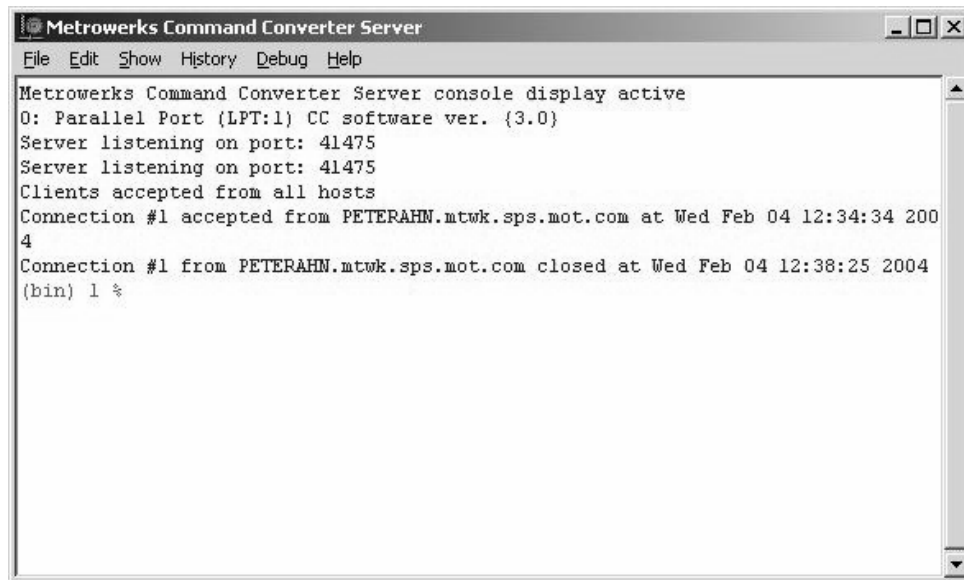 Metrowerks Command Converter Server
File Edit Show History Debug Help
Metrowerks Command Converter Server console display active
0: Parallel Port (LPT:1) CC software ver. {3.0}
Server listening on port: 41475
Server listening on port: 41475
Clients accepted from all hosts
Connection #1 accepted from PETERAHN.mtwk.sps.mot.com at Wed Feb 04 12:34:34 200
4
Connection #1 from PETERAHN.mtwk.sps.mot.com closed at Wed Feb 04 12:38:25 2004
(bin) 1 %